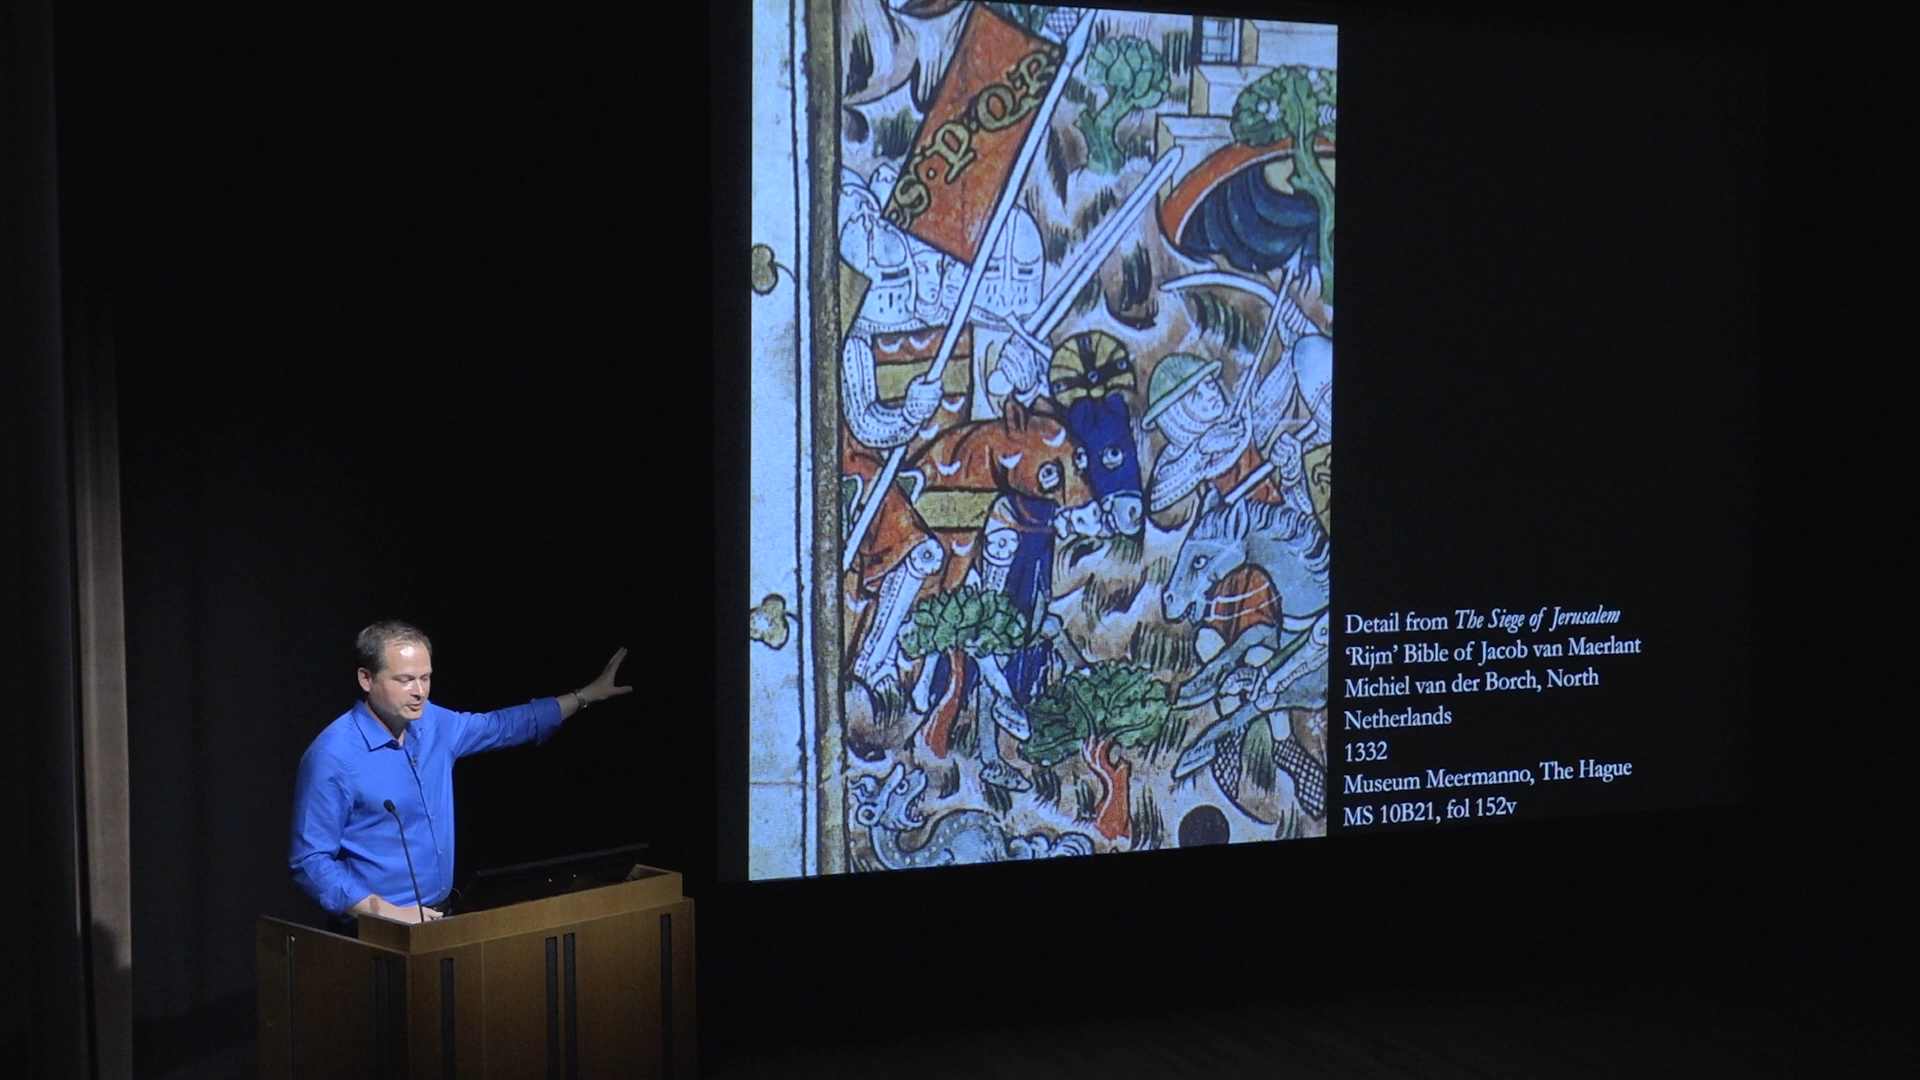 S·P·Q·R
Detail from The Siege of Jerusalem
‘Rijm’ Bible of Jacob van Maerlant
Michiel van der Borch, North
Netherlands
1332
Museum Meermanno, The Hague
MS 10B21, fol 152v